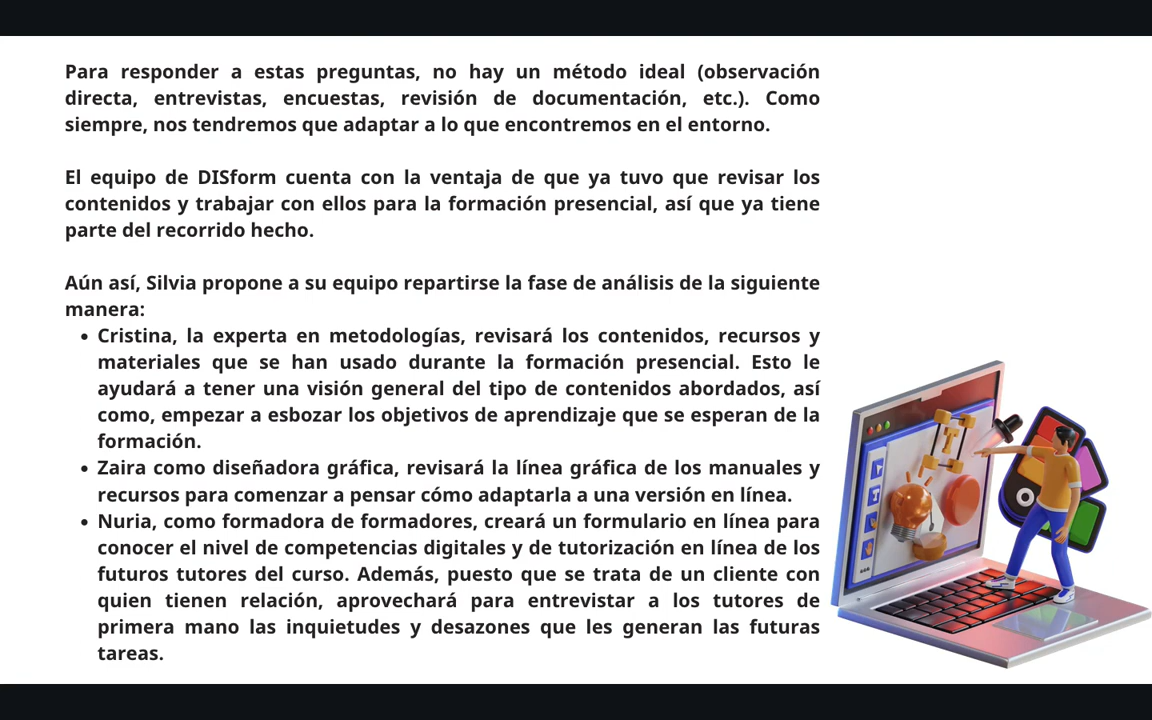 Para responder a estas preguntas, no hay un método ideal (observación
directa, entrevistas, encuestas, revisión de documentación, etc.). Como
siempre, nos tendremos que adaptar a lo que encontremos en el entorno.
El equipo de DISform cuenta con la ventaja de que ya tuvo que revisar los
contenidos y trabajar con ellos para la formación presencial, así que ya tiene
parte del recorrido hecho.
Aún así, Silvia propone a su equipo repartirse la fase de análisis de la siguiente
manera:
• Cristina, la experta en metodologías, revisará los contenidos, recursos y
materiales que se han usado durante la formación presencial. Esto le
ayudará a tener una visión general del tipo de contenidos abordados, así
como, empezar a esbozar los objetivos de aprendizaje que se esperan de la
formación.
• Zaira como diseñadora gráfica, revisará la línea gráfica de los manuales y
recursos para comenzar a pensar cómo adaptarla a una versión en línea.
• Nuria, como formadora de formadores, creará un formulario en línea para
conocer el nivel de competencias digitales y de tutorización en línea de los
futuros tutores del curso. Además, puesto que se trata de un cliente con
quien tienen relación, aprovechará para entrevistar a los tutores de
primera mano las inquietudes y desazones que les generan las futuras
tareas.